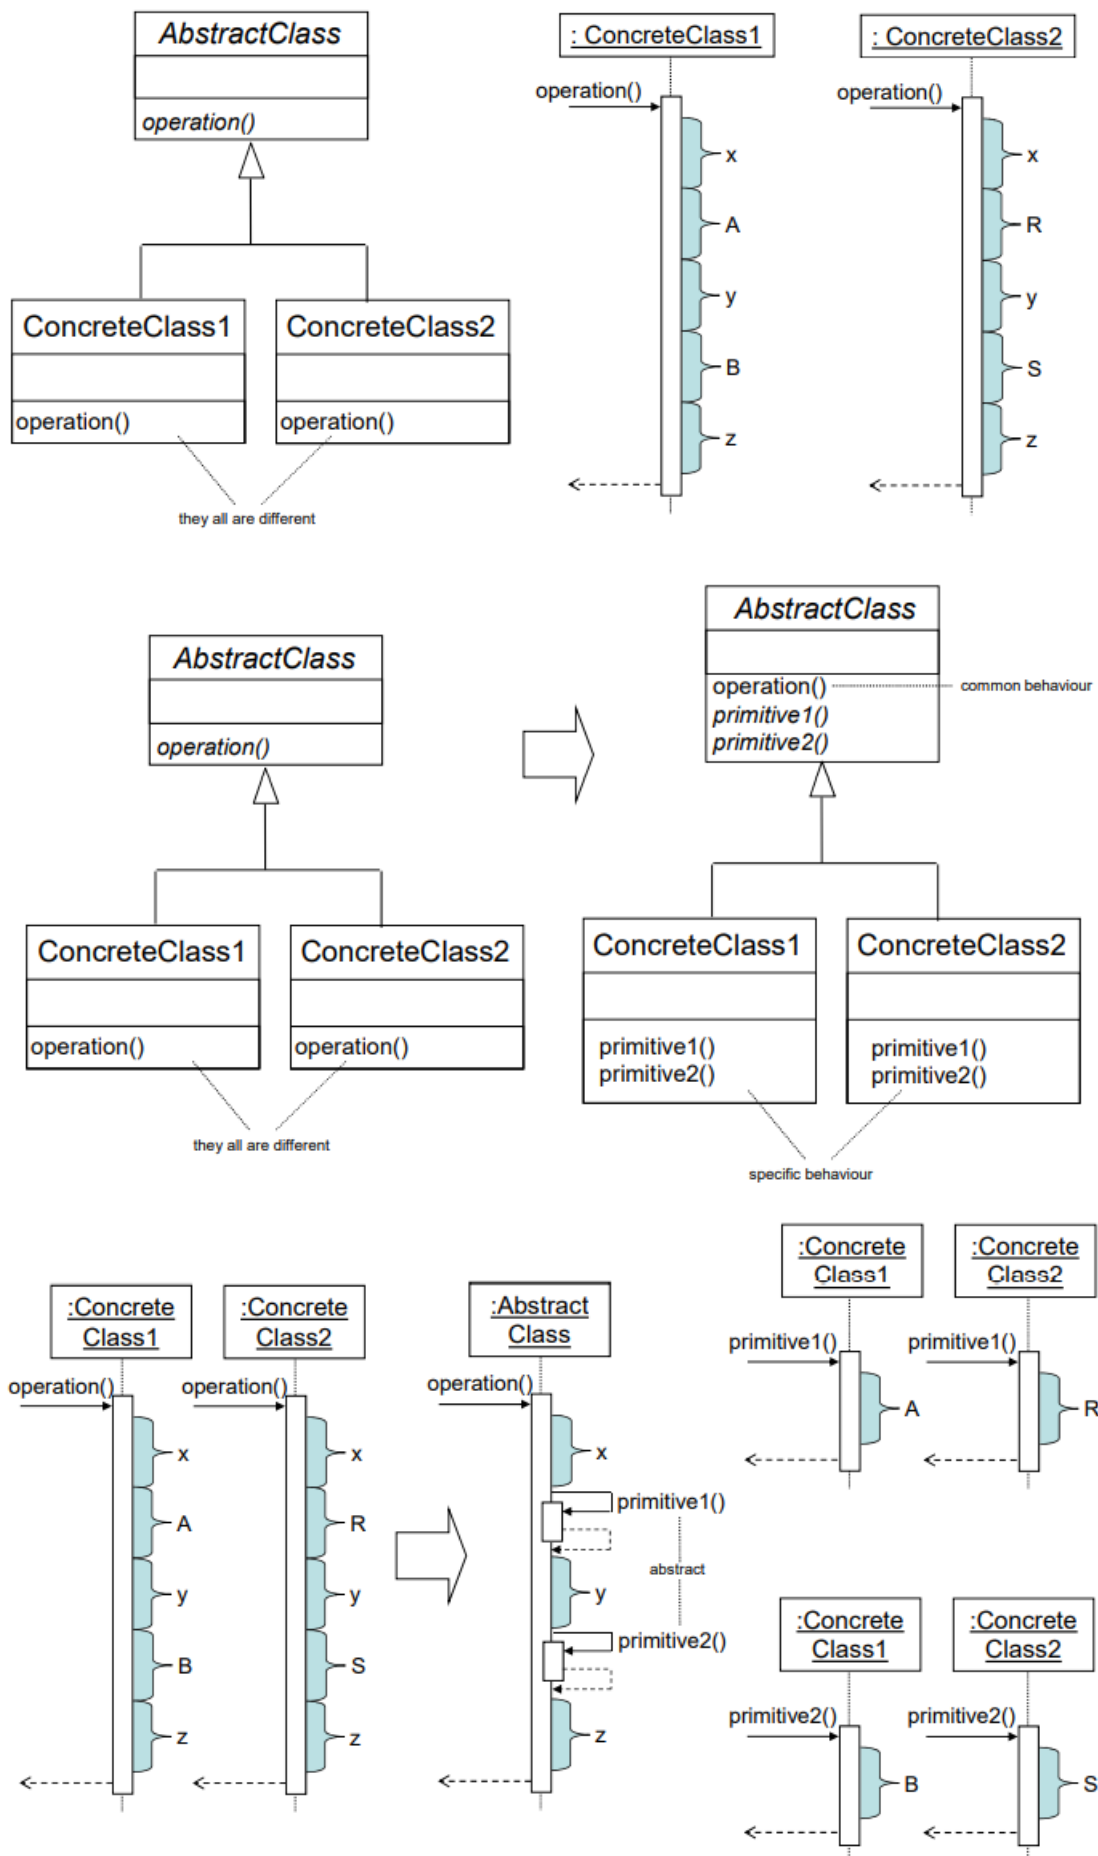 AbstractClass
operation()
ConcreteClass1
operation()
ConcreteClass2
operation()
they all are different
: ConcreteClass1
operation()
x
A
y
B
z
: ConcreteClass2
operation()
x
R
y
S
z
AbstractClass
operation()
ConcreteClass1
operation()
ConcreteClass2
operation()
they all are different
AbstractClass
operation()
primitive1()
primitive2()
common behaviour
ConcreteClass1
primitive1()
primitive2()
ConcreteClass2
primitive1()
primitive2()
specific behaviour
:Concrete
Class1
operation()
x
A
y
B
z
:Concrete
Class2
operation()
x
R
y
S
z
:Abstract
Class
operation()
x
primitive1()
abstract
y
primitive2()
z
:Concrete
Class1
primitive1()
A
:Concrete
Class2
primitive1()
R
:Concrete
Class1
primitive2()
B
:Concrete
Class2
primitive2()
S